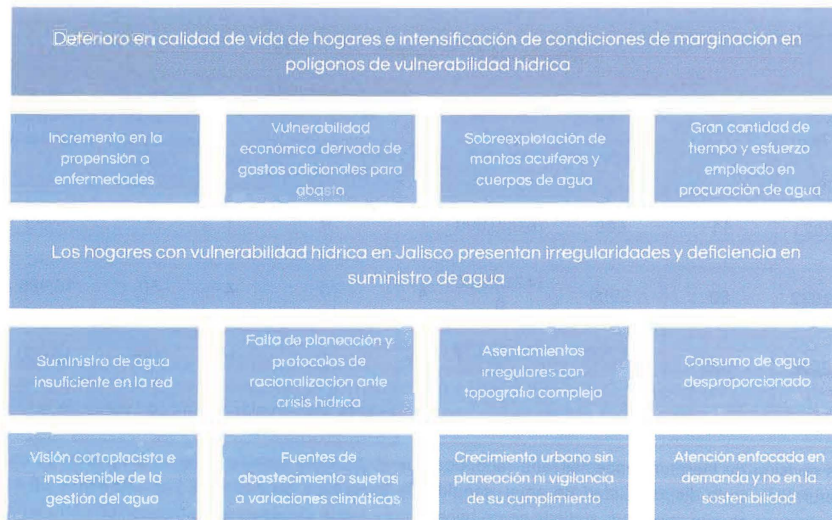 Deterioro en calidad de vida de hogares e intensificación de condiciones de marginación en
polígonos de vulnerabilidad hídrica
Incremento en la
propensión a
enfermedades
Vulnerabilidad
económica derivada de
gastos adicionales para
abasto
Sobreexplotación de
mantos acuíferos y
cuerpos de agua
Gran cantidad de
tiempo y esfuerzo
empleado en
procuración de agua
Los hogares con vulnerabilidad hídrica en Jalisco presentan irregularidades y deficiencia en
suministro de agua
Suministro de agua
insuficiente en la red
Falta de planeación y
protocolos de
racionalización ante
crisis hídrica
Asentamientos
irregulares con
topografía compleja
Consumo de agua
desproporcionado
Visión cortoplacista e
insostenible de la
gestión del agua
Fuentes de
abastecimiento sujetas
a variaciones climáticas
Crecimiento urbano sin
planeación ni vigilancia
de su cumplimiento
Atención enfocada en
demanda y no en la
sostenibilidad